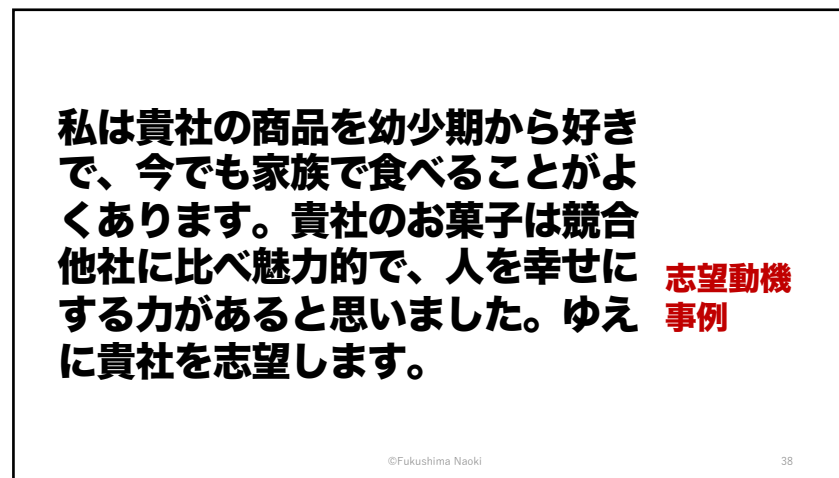 私は貴社の商品を幼少期から好き
で、今でも家族で食べることがよ
くあります。貴社のお菓子は競合
他社に比べ魅力的で、人を幸せに
する力があると思いました。ゆえ
に貴社を志望します。
志望動機
事例
©Fukushima Naoki
38